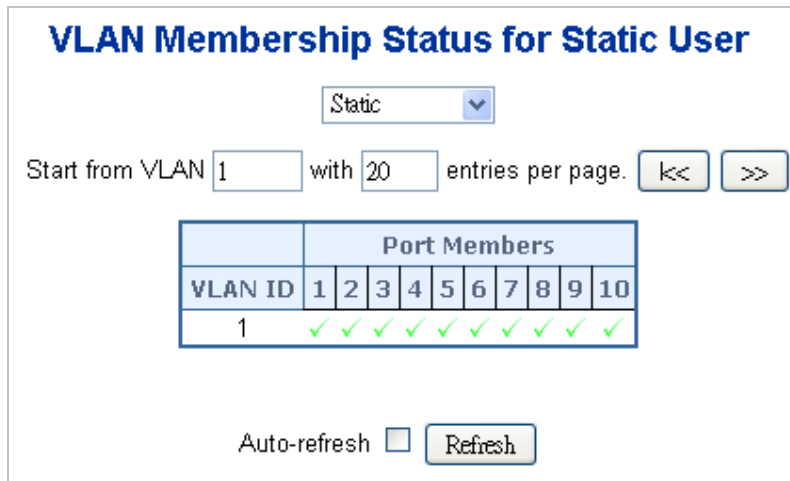 VLAN Membership Status for Static User
Static
Start from VLAN 1 with 20 entries per page. |<< >>
Port Members
VLAN ID 1 2 3 4 5 6 7 8 9 10
1 ✓ ✓ ✓ ✓ ✓ ✓ ✓ ✓ ✓ ✓
Auto-refresh Refresh